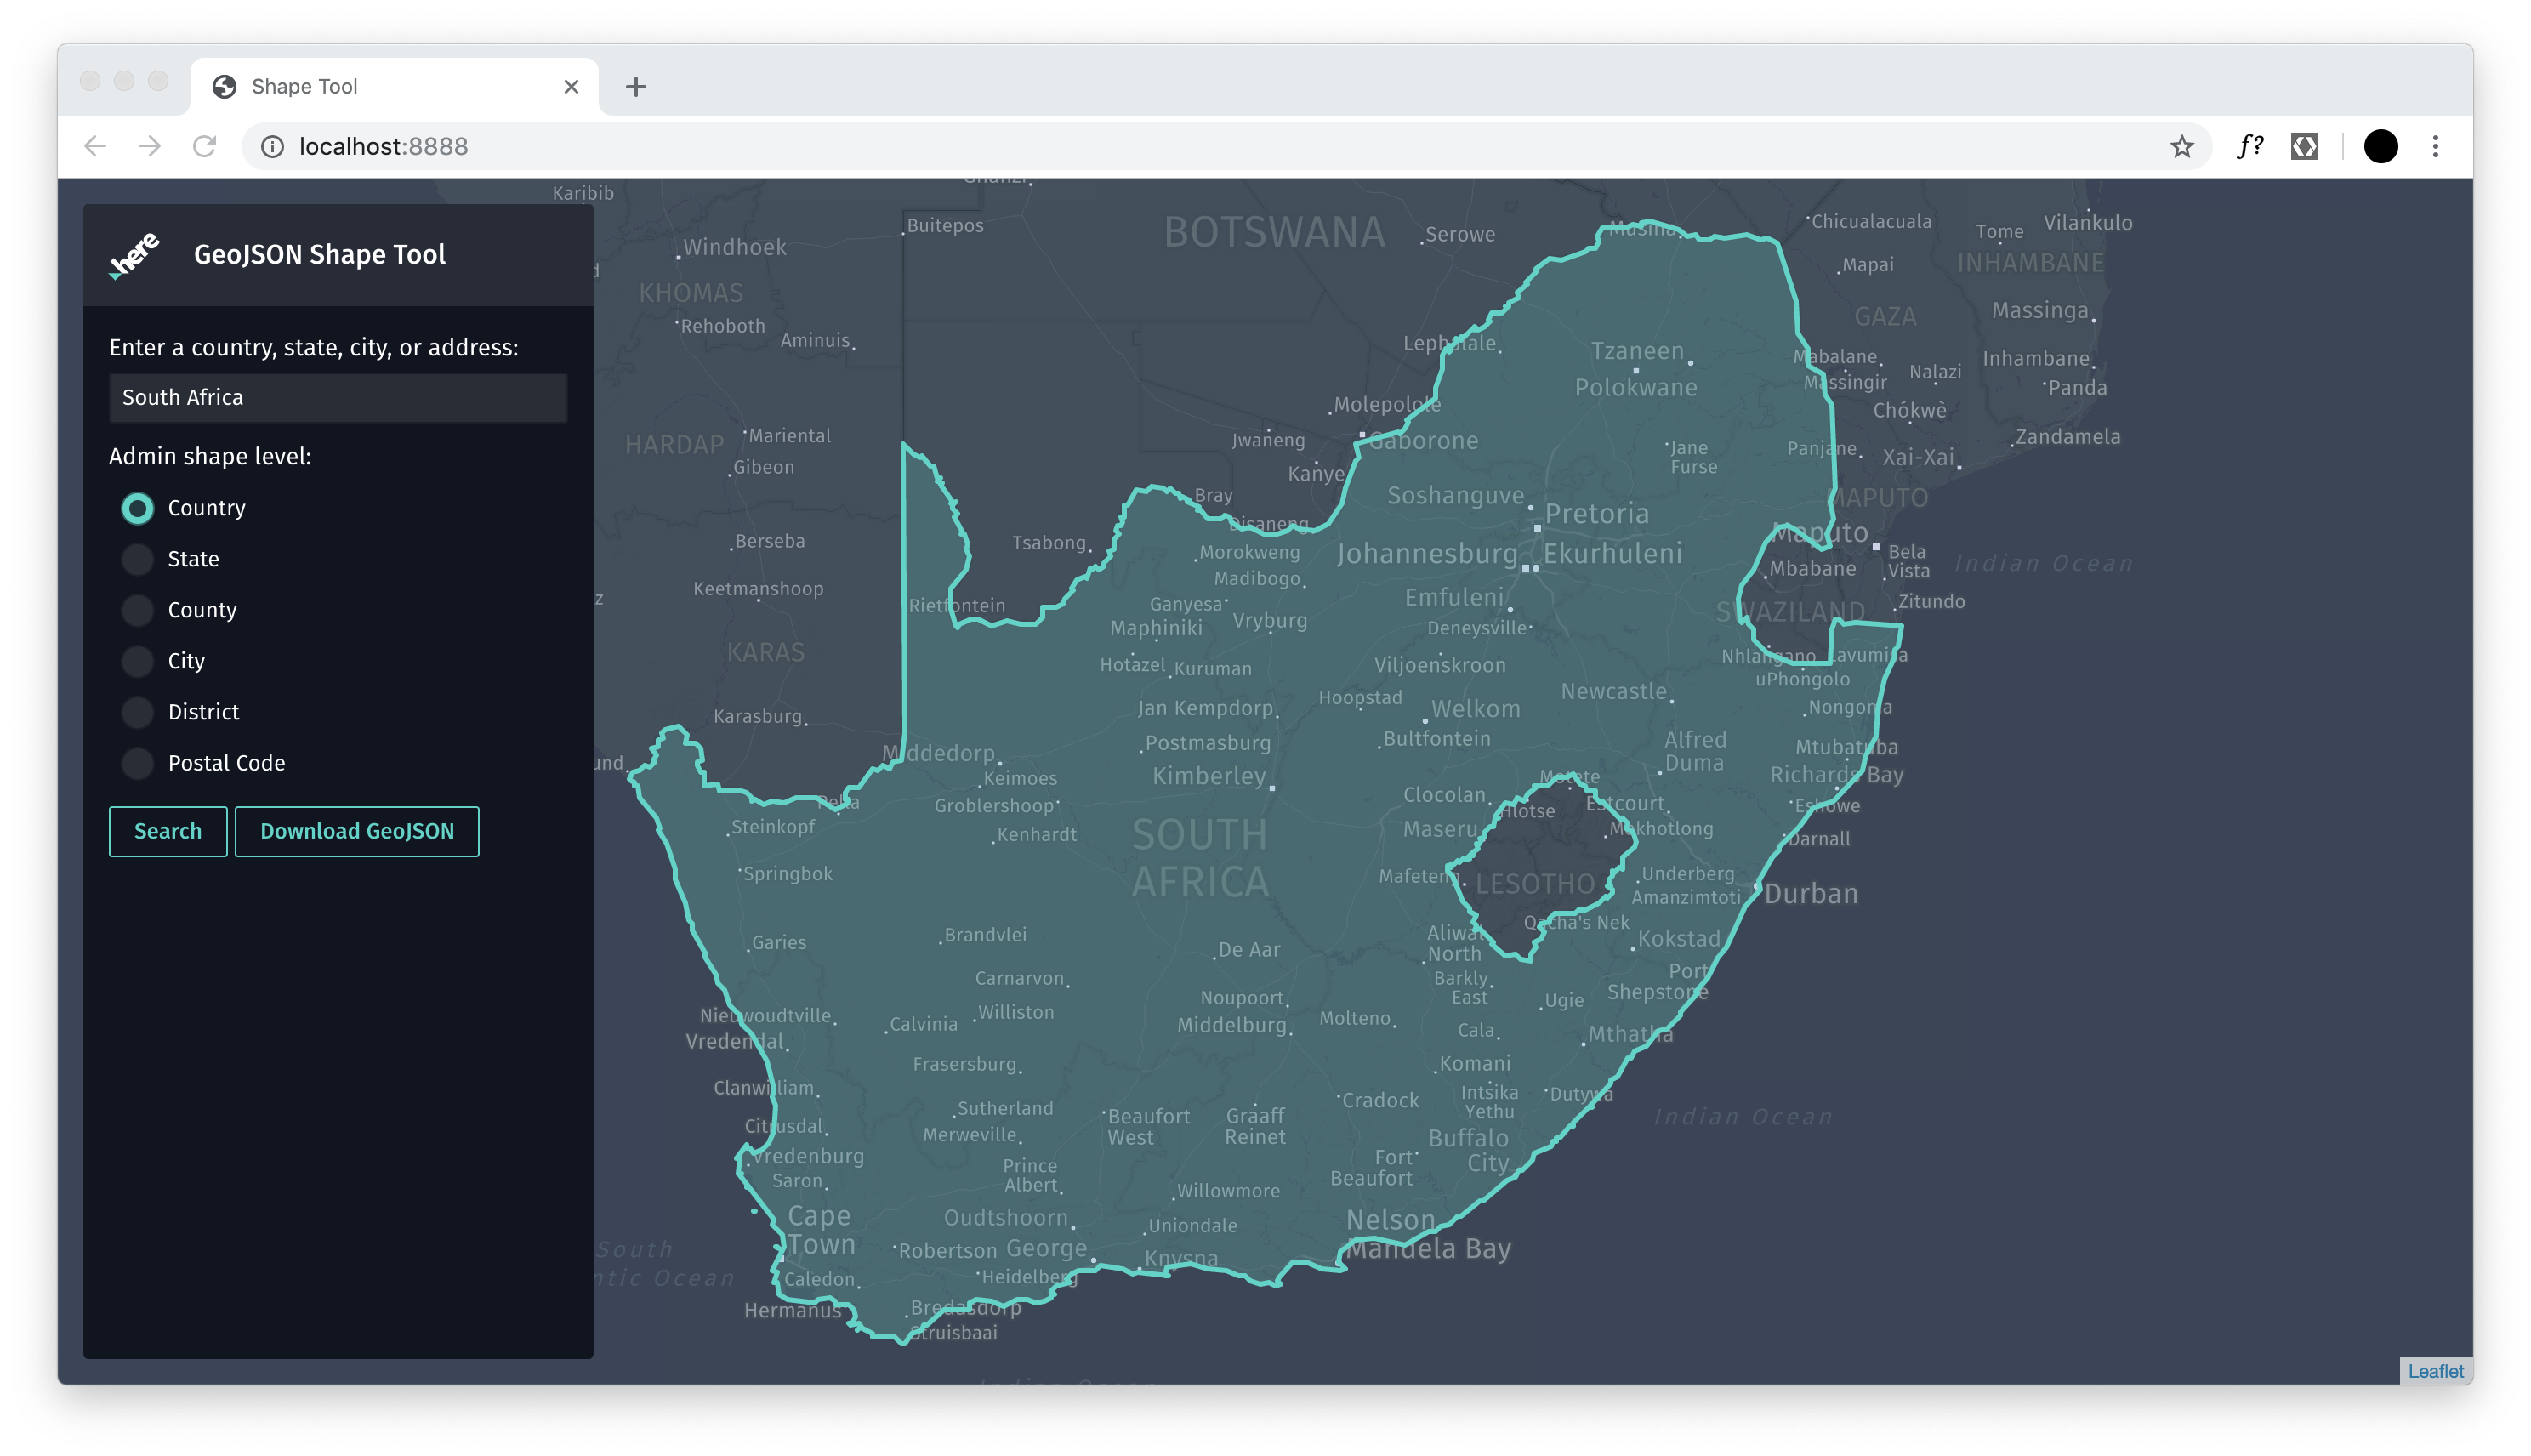 Shape Tool
localhost:8888
f?
here
GeoJSON Shape Tool
Enter a country, state, city, or address:
South Africa
Admin shape level:
Country
State
County
City
District
Postal Code
Search
Download GeoJSON
Karibib
Buitepos
BOTSWANA
Serowe
Musina
Chicualacuala
Tome
Vilankulo
Windhoek
Mapai
INHAMBANE
KHOMAS
Massinga
Rehoboth
GAZA
Aminuis
Lephalale
Tzaneen
Mabalane
Inhambane
Massingir
Nalazi
Panda
Polokwane
Molepolole
Chókwè
HARDAP
Mariental
Jwaneng
Gaborone
Jane
Furse
Panjane
Zandamela
Xai-Xai
Gibeon
Kanye
Bray
Soshanguve
MAPUTO
Pretoria
Disaneng
Maputo
Berseba
Tsabong
Morokweng
Johannesburg
Ekurhuleni
Bela
Vista
Indian Ocean
Mbabane
Madibogo
Keetmanshoop
z
Rietfontein
Ganyesa
Emfuleni
SWAZILAND
Zitundo
Maphiniki
Vryburg
Deneysville
KARAS
Hotazel
Kuruman
Viljoenskroon
Nhlangano
Lavumisa
uPhongolo
Hoopstad
Newcastle
Karasburg
Jan Kempdorp
Welkom
Nongoma
Middedorp
Postmasburg
Bultfontein
Alfred
Duma
Mtubatuba
und
Keimoes
Kimberley
Motete
Richards Bay
Pella
Groblershoop
Clocolan
Hlotse
Estcourt
Eshowe
Steinkopf
Kenhardt
SOUTH
AFRICA
Maseru
Mokhotlong
Darnall
Springbok
Mafeteng
LESOTHO
Underberg
Amanzimtoti
Durban
Qacha's Nek
Garies
Brandvlei
De Aar
Aliwal
North
Kokstad
Carnarvon
Barkly
East
Port
Shepstone
Noupoort
Ugie
Nieuwoudtville
Calvinia
Williston
Middelburg
Molteno
Cala
Mthatha
Vredendal
Frasersburg
Komani
Clanwilliam
Intsika
Yethu
Dutywa
Sutherland
Beaufort
West
Graaff
Reinet
Cradock
Indian Ocean
Citrusdal
Merweville
Buffalo
City
Vredenburg
Prince
Albert
Fort
Beaufort
Saron
Willowmore
Cape
Town
Oudtshoorn
Uniondale
Nelson
Mandela Bay
South
ntic Ocean
Robertson
George
Knysna
Caledon
Heidelberg
Hermanus
Bredasdorp
Struisbaai
Leaflet